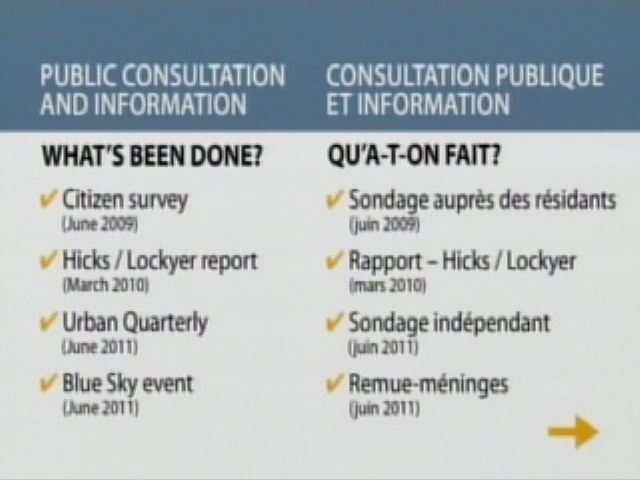 PUBLIC CONSULTATION
AND INFORMATION
WHAT'S BEEN DONE?
Citizen survey
(June 2009)
Hicks / Lockyer report
(March 2010)
Urban Quarterly
(June 2011)
Blue Sky event
(June 2011)
CONSULTATION PUBLIQUE
ET INFORMATION
QU'A-T-ON FAIT?
Sondage auprès des résidants
(juin 2009)
Rapport – Hicks / Lockyer
(mars 2010)
Sondage indépendant
(juin 2011)
Remue-méninges
(juin 2011)